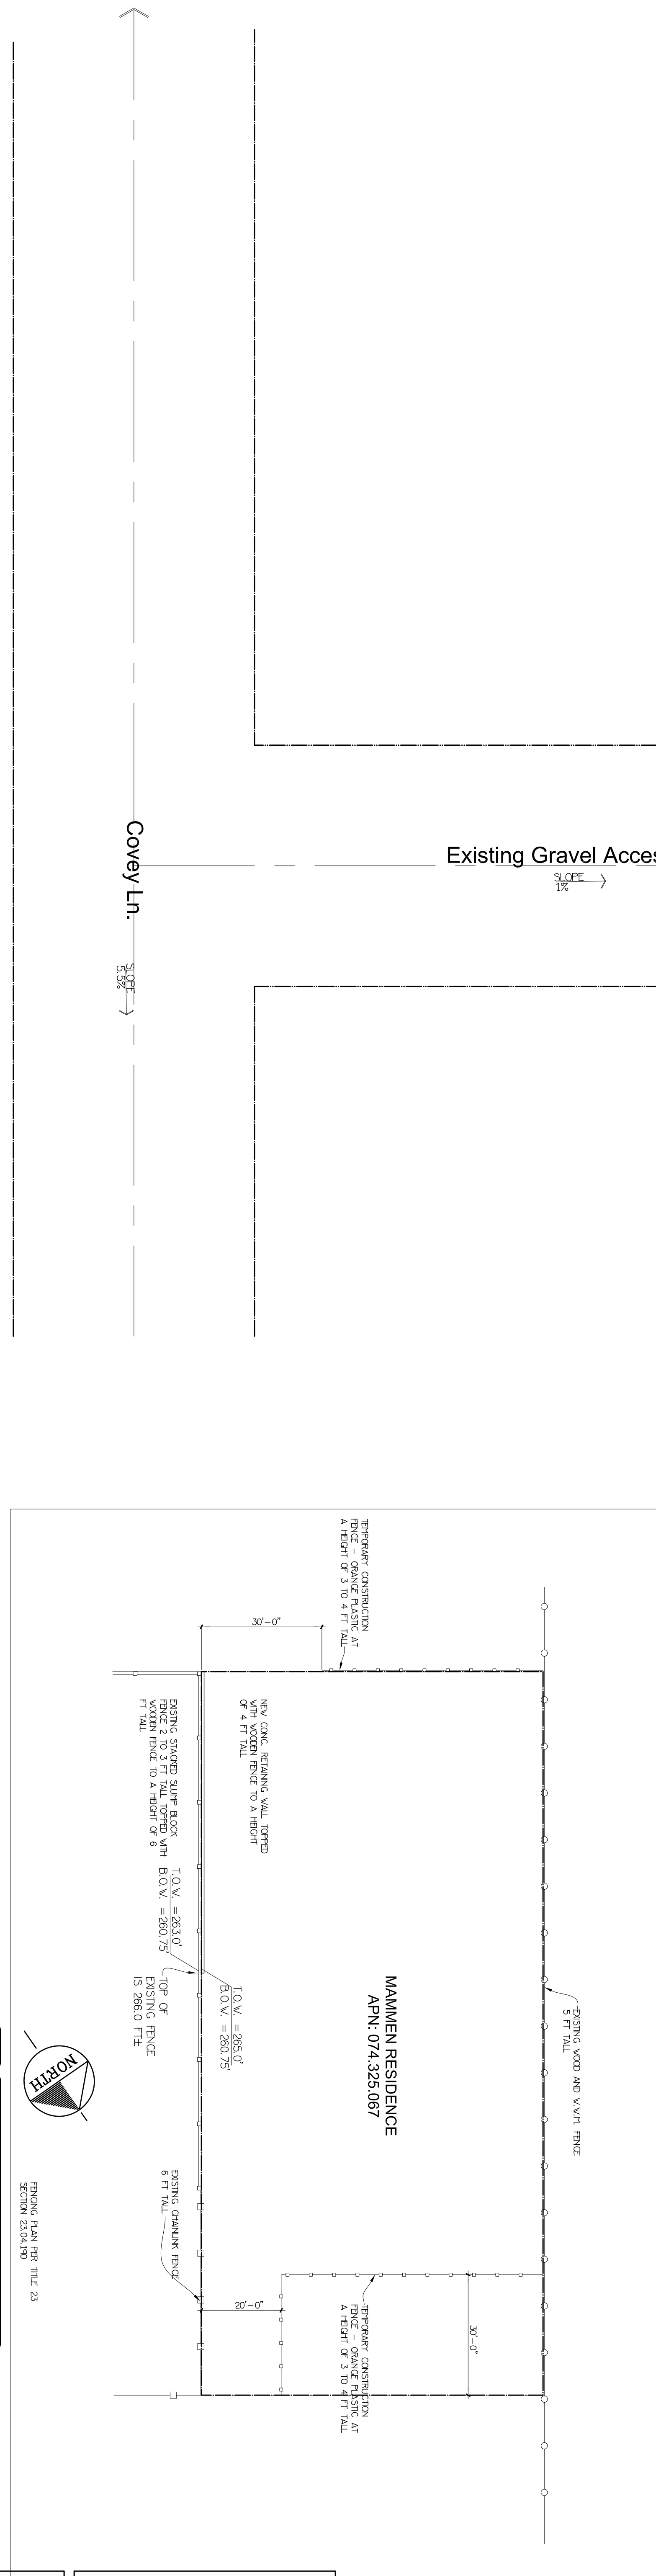 Covey Ln.
SLOPE
5.5%
Existing Gravel Acces
SLOPE
1%
TEMPORARY CONSTRUCTION
FENCE - ORANGE PLASTIC AT
A HEIGHT OF 3 TO 4 FT TALL
30'-0"
NEW CONC. RETAINING WALL TOPPED
WITH WOODEN FENCE TO A HEIGHT
OF 4 FT TALL
EXISTING STACKED SLUMP BLOCK
FENCE 2 TO 3 FT TALL TOPPED WITH
WOODEN FENCE TO A HEIGHT OF 6
FT TALL
T.O.W. =263.0'
B.O.W. =260.75'
TOP OF
EXISTING FENCE
IS 266.0 FT±
T.O.W. =265.0'
B.O.W. =260.75'
MAMMEN RESIDENCE
APN: 074.325.067
EXISTING WOOD AND W.W.M. FENCE
5 FT TALL
NORTH
EXISTING CHAINLINK FENCE
6 FT TALL
FENCING PLAN PER TITLE 23
SECTION 23.04.190
20'-0"
TEMPORARY CONSTRUCTION
FENCE - ORANGE PLASTIC AT
A HEIGHT OF 3 TO 4 FT TALL
30'-0"